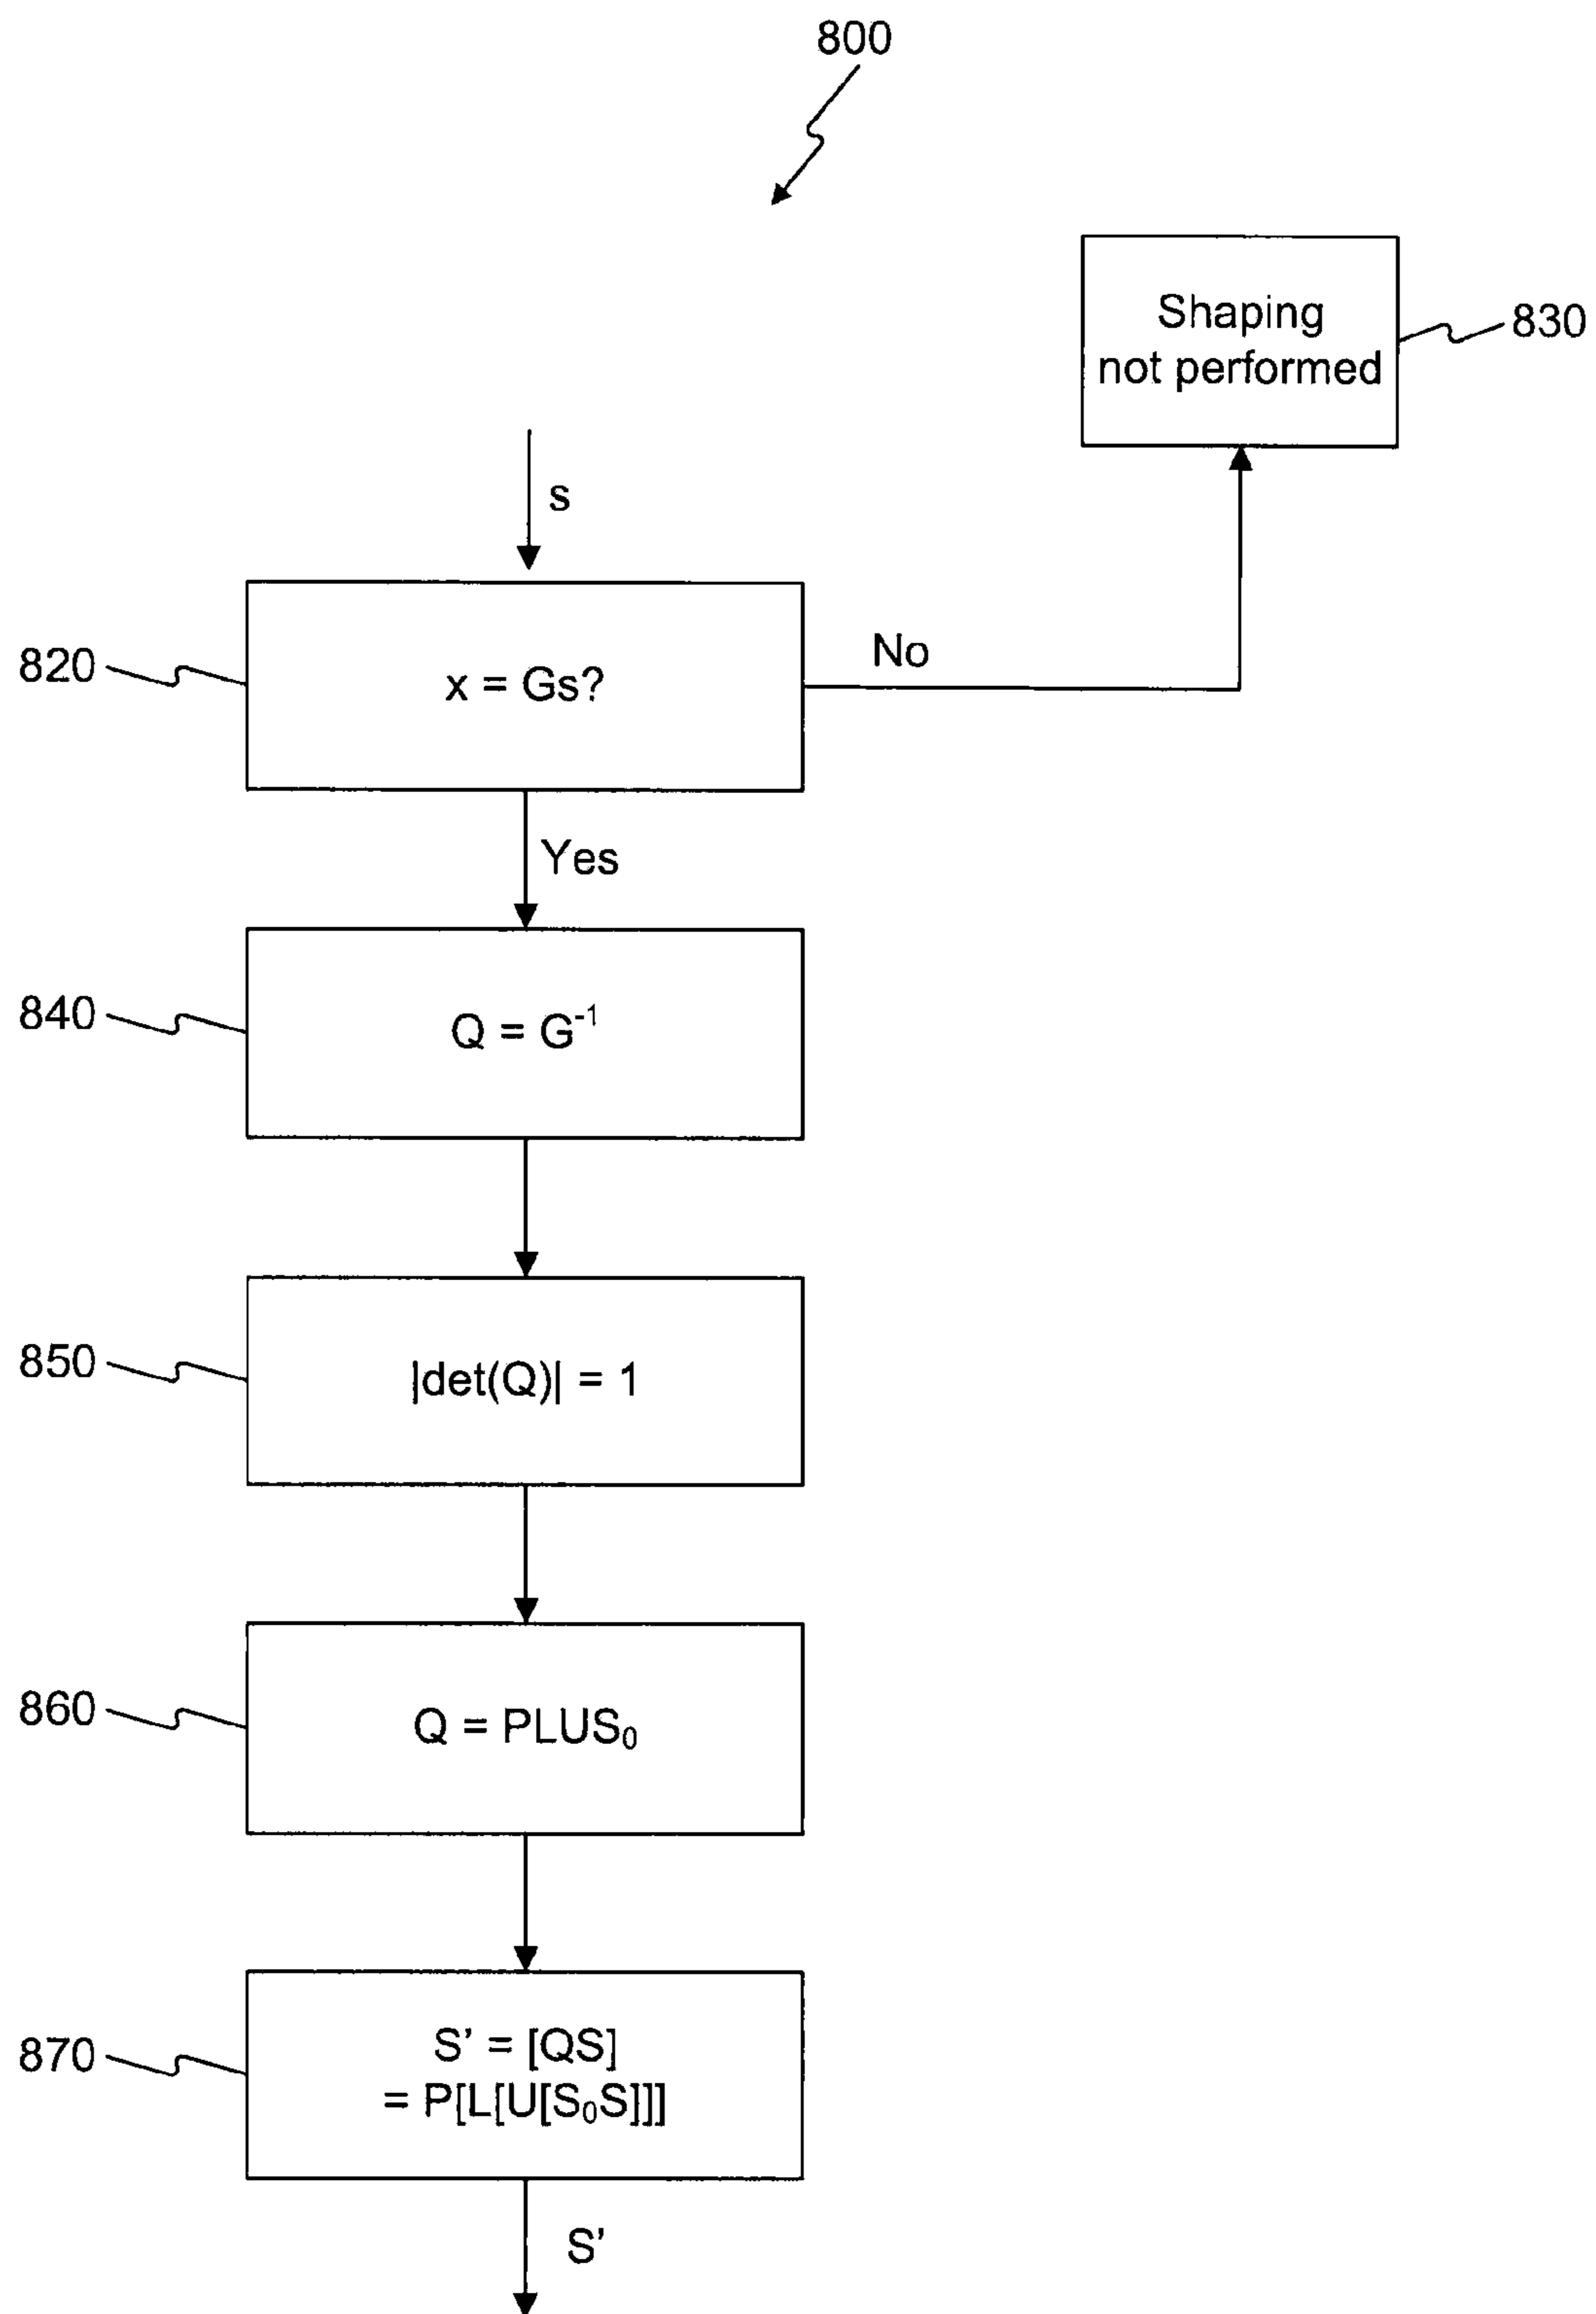 800
Shaping
not performed
830
s
820
x = Gs?
No
Yes
840
Q = G⁻¹
850
|det(Q)| = 1
860
Q = PLUS₀
870
S' = [QS]
= P[L[U[S₀S]]]
S'